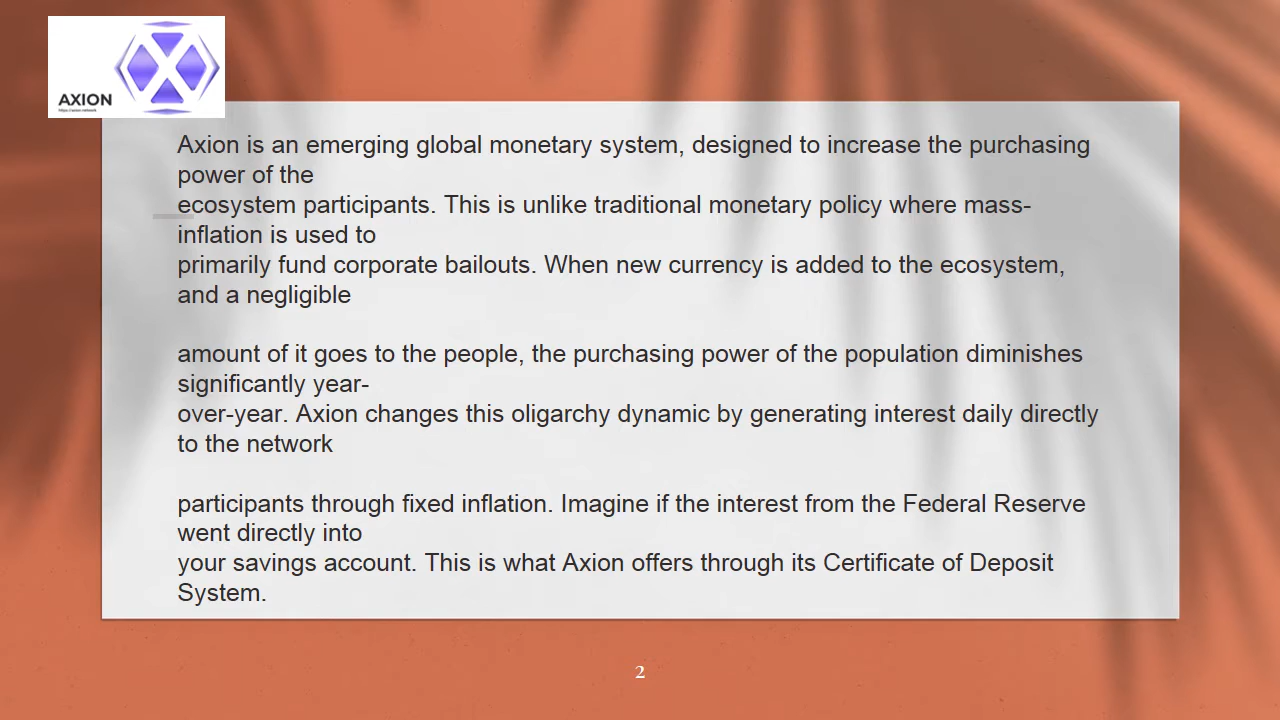 AXION
https://axion.network
Axion is an emerging global monetary system, designed to increase the purchasing
power of the
ecosystem participants. This is unlike traditional monetary policy where mass-
inflation is used to
primarily fund corporate bailouts. When new currency is added to the ecosystem,
and a negligible
amount of it goes to the people, the purchasing power of the population diminishes
significantly year-
over-year. Axion changes this oligarchy dynamic by generating interest daily directly
to the network
participants through fixed inflation. Imagine if the interest from the Federal Reserve
went directly into
your savings account. This is what Axion offers through its Certificate of Deposit
System.
2